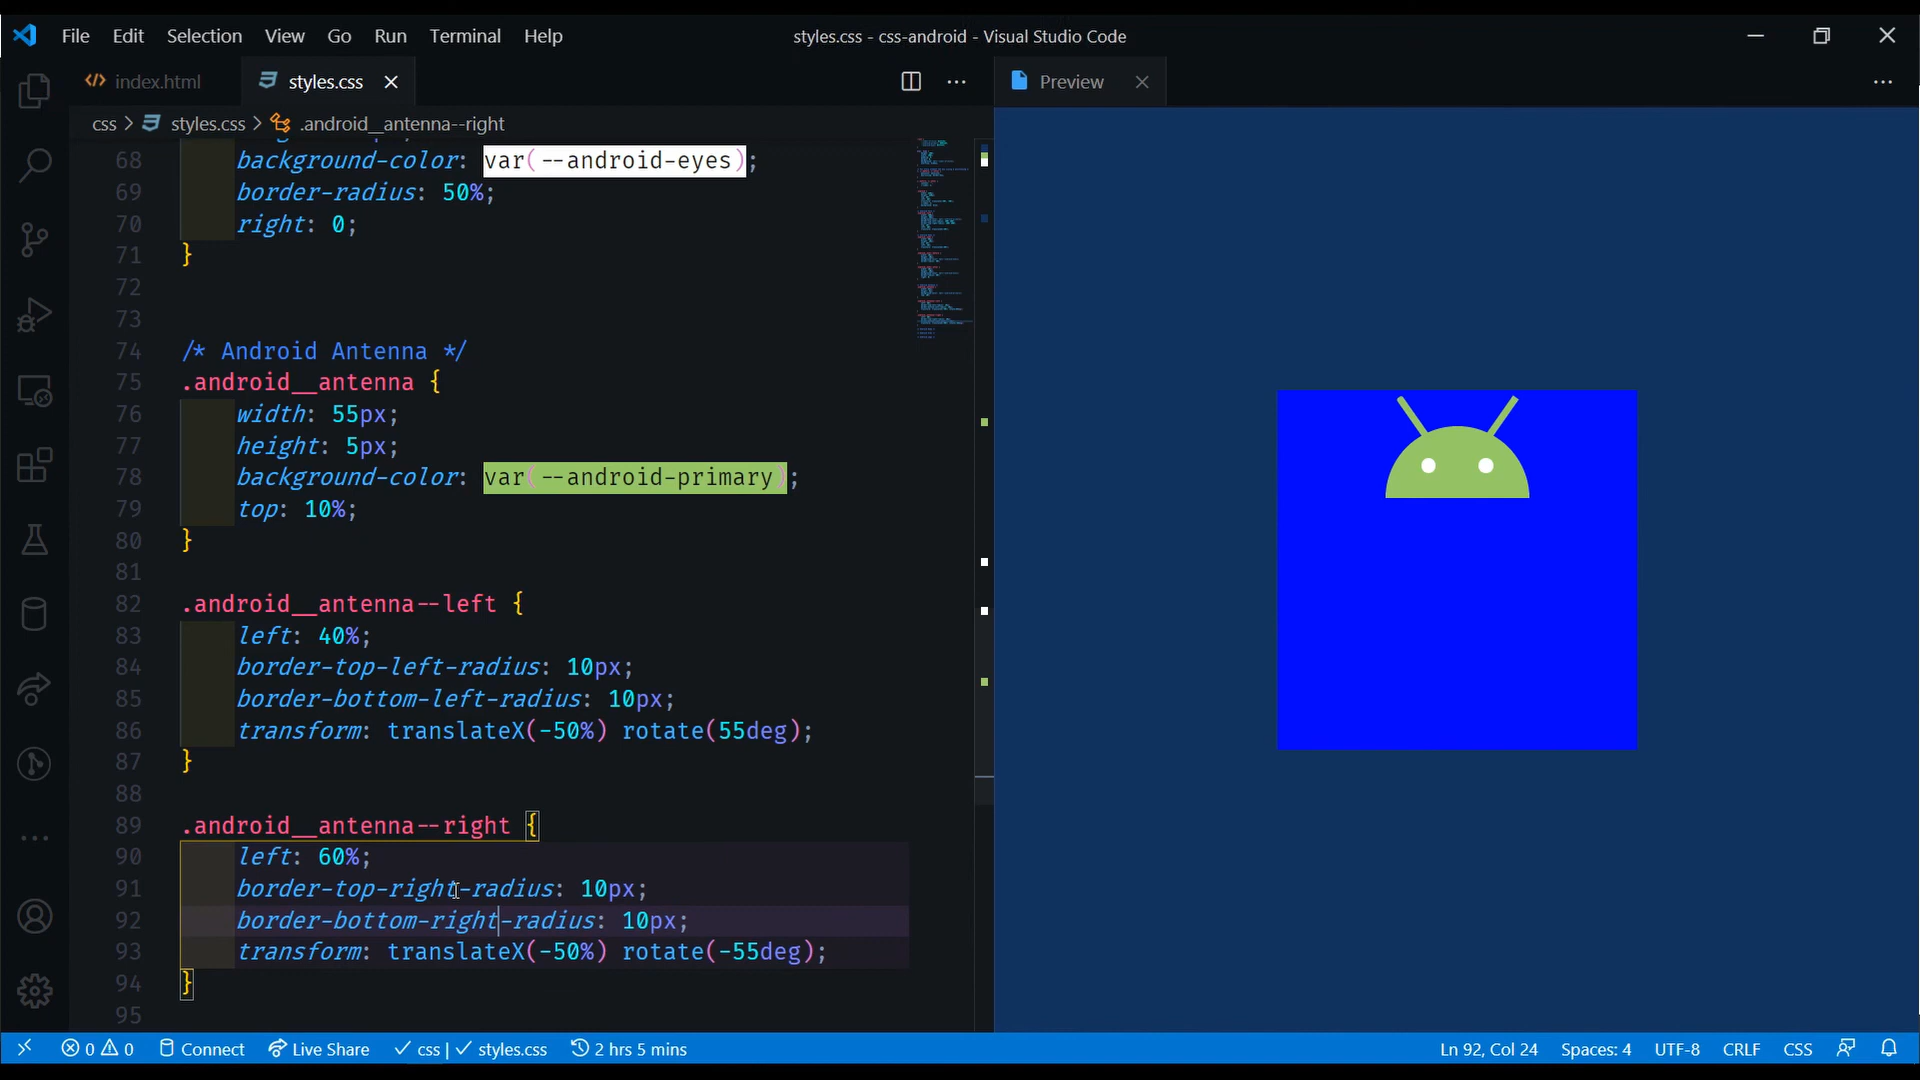 File Edit Selection View Go Run Terminal Help
styles.css - css-android - Visual Studio Code
index.html styles.css
Preview
css > styles.css > .android__antenna--right
68 background-color: var(--android-eyes);
69 border-radius: 50%;
70 right: 0;
71 }
72
73
74 /* Android Antenna */
75 .android__antenna {
76 width: 55px;
77 height: 5px;
78 background-color: var(--android-primary);
79 top: 10%;
80 }
81
82 .android__antenna--left {
83 left: 40%;
84 border-top-left-radius: 10px;
85 border-bottom-left-radius: 10px;
86 transform: translateX(-50%) rotate(55deg);
87 }
88
89 .android__antenna--right {
90 left: 60%;
91 border-top-right-radius: 10px;
92 border-bottom-right-radius: 10px;
93 transform: translateX(-50%) rotate(-55deg);
94 }
95
0 0 Connect Live Share css | styles.css 2 hrs 5 mins
Ln 92, Col 24 Spaces: 4 UTF-8 CRLF CSS